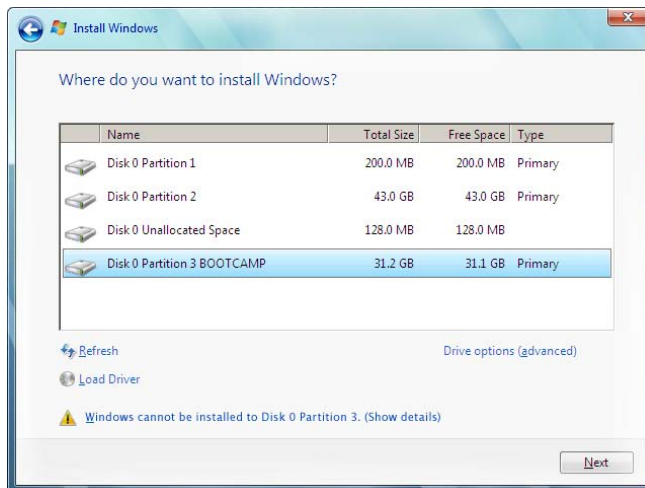 Install Windows
Where do you want to install Windows?
Name Total Size Free Space Type
Disk 0 Partition 1 200.0 MB 200.0 MB Primary
Disk 0 Partition 2 43.0 GB 43.0 GB Primary
Disk 0 Unallocated Space 128.0 MB 128.0 MB
Disk 0 Partition 3 BOOTCAMP 31.2 GB 31.1 GB Primary
Refresh Drive options (advanced)
Load Driver
Windows cannot be installed to Disk 0 Partition 3. (Show details)
Next